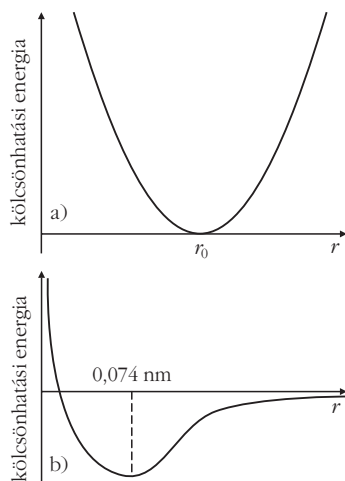 kölcsönhatási energia
a)
r₀
r
kölcsönhatási energia
0,074 nm
r
b)